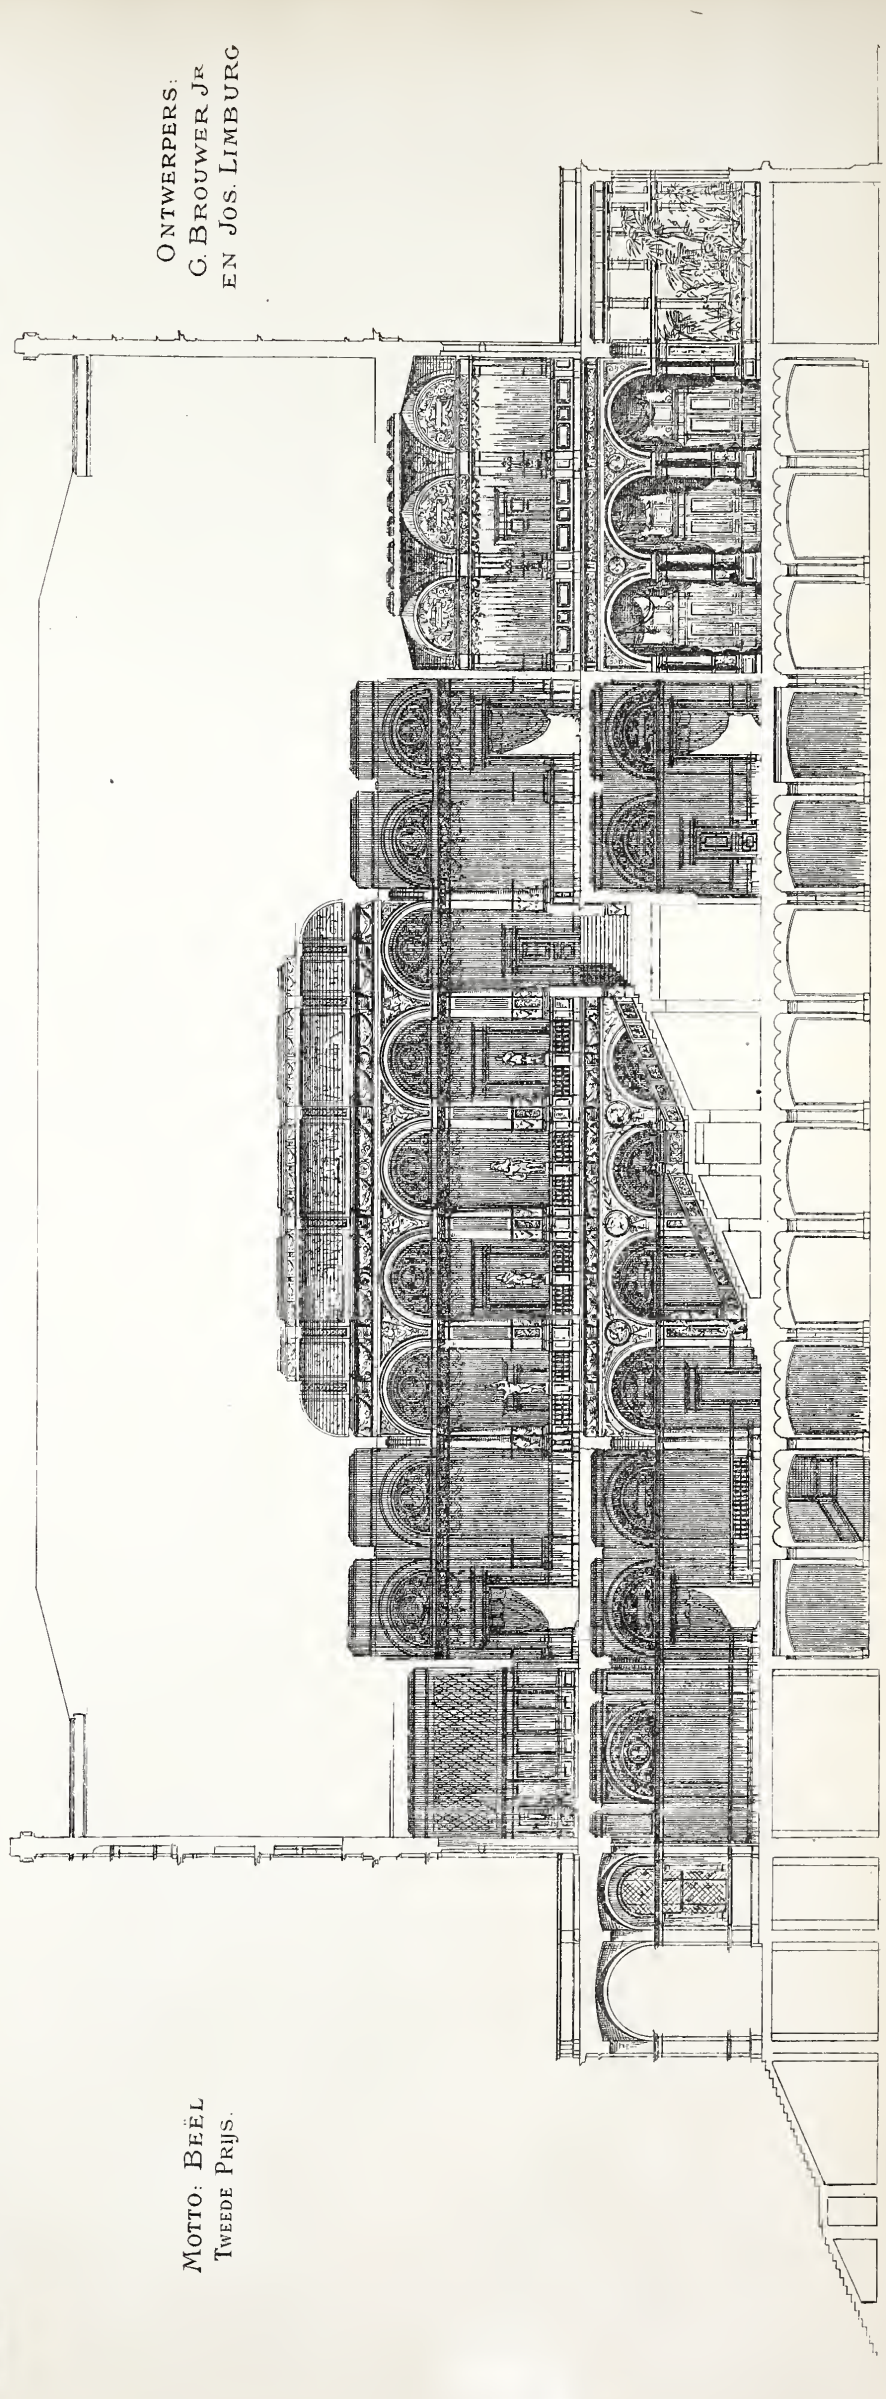 MOTTO: BEËL
TWEEDE PRIJS.
ONTWERPERS:
G. BROUWER JR
EN JOS. LIMBURG